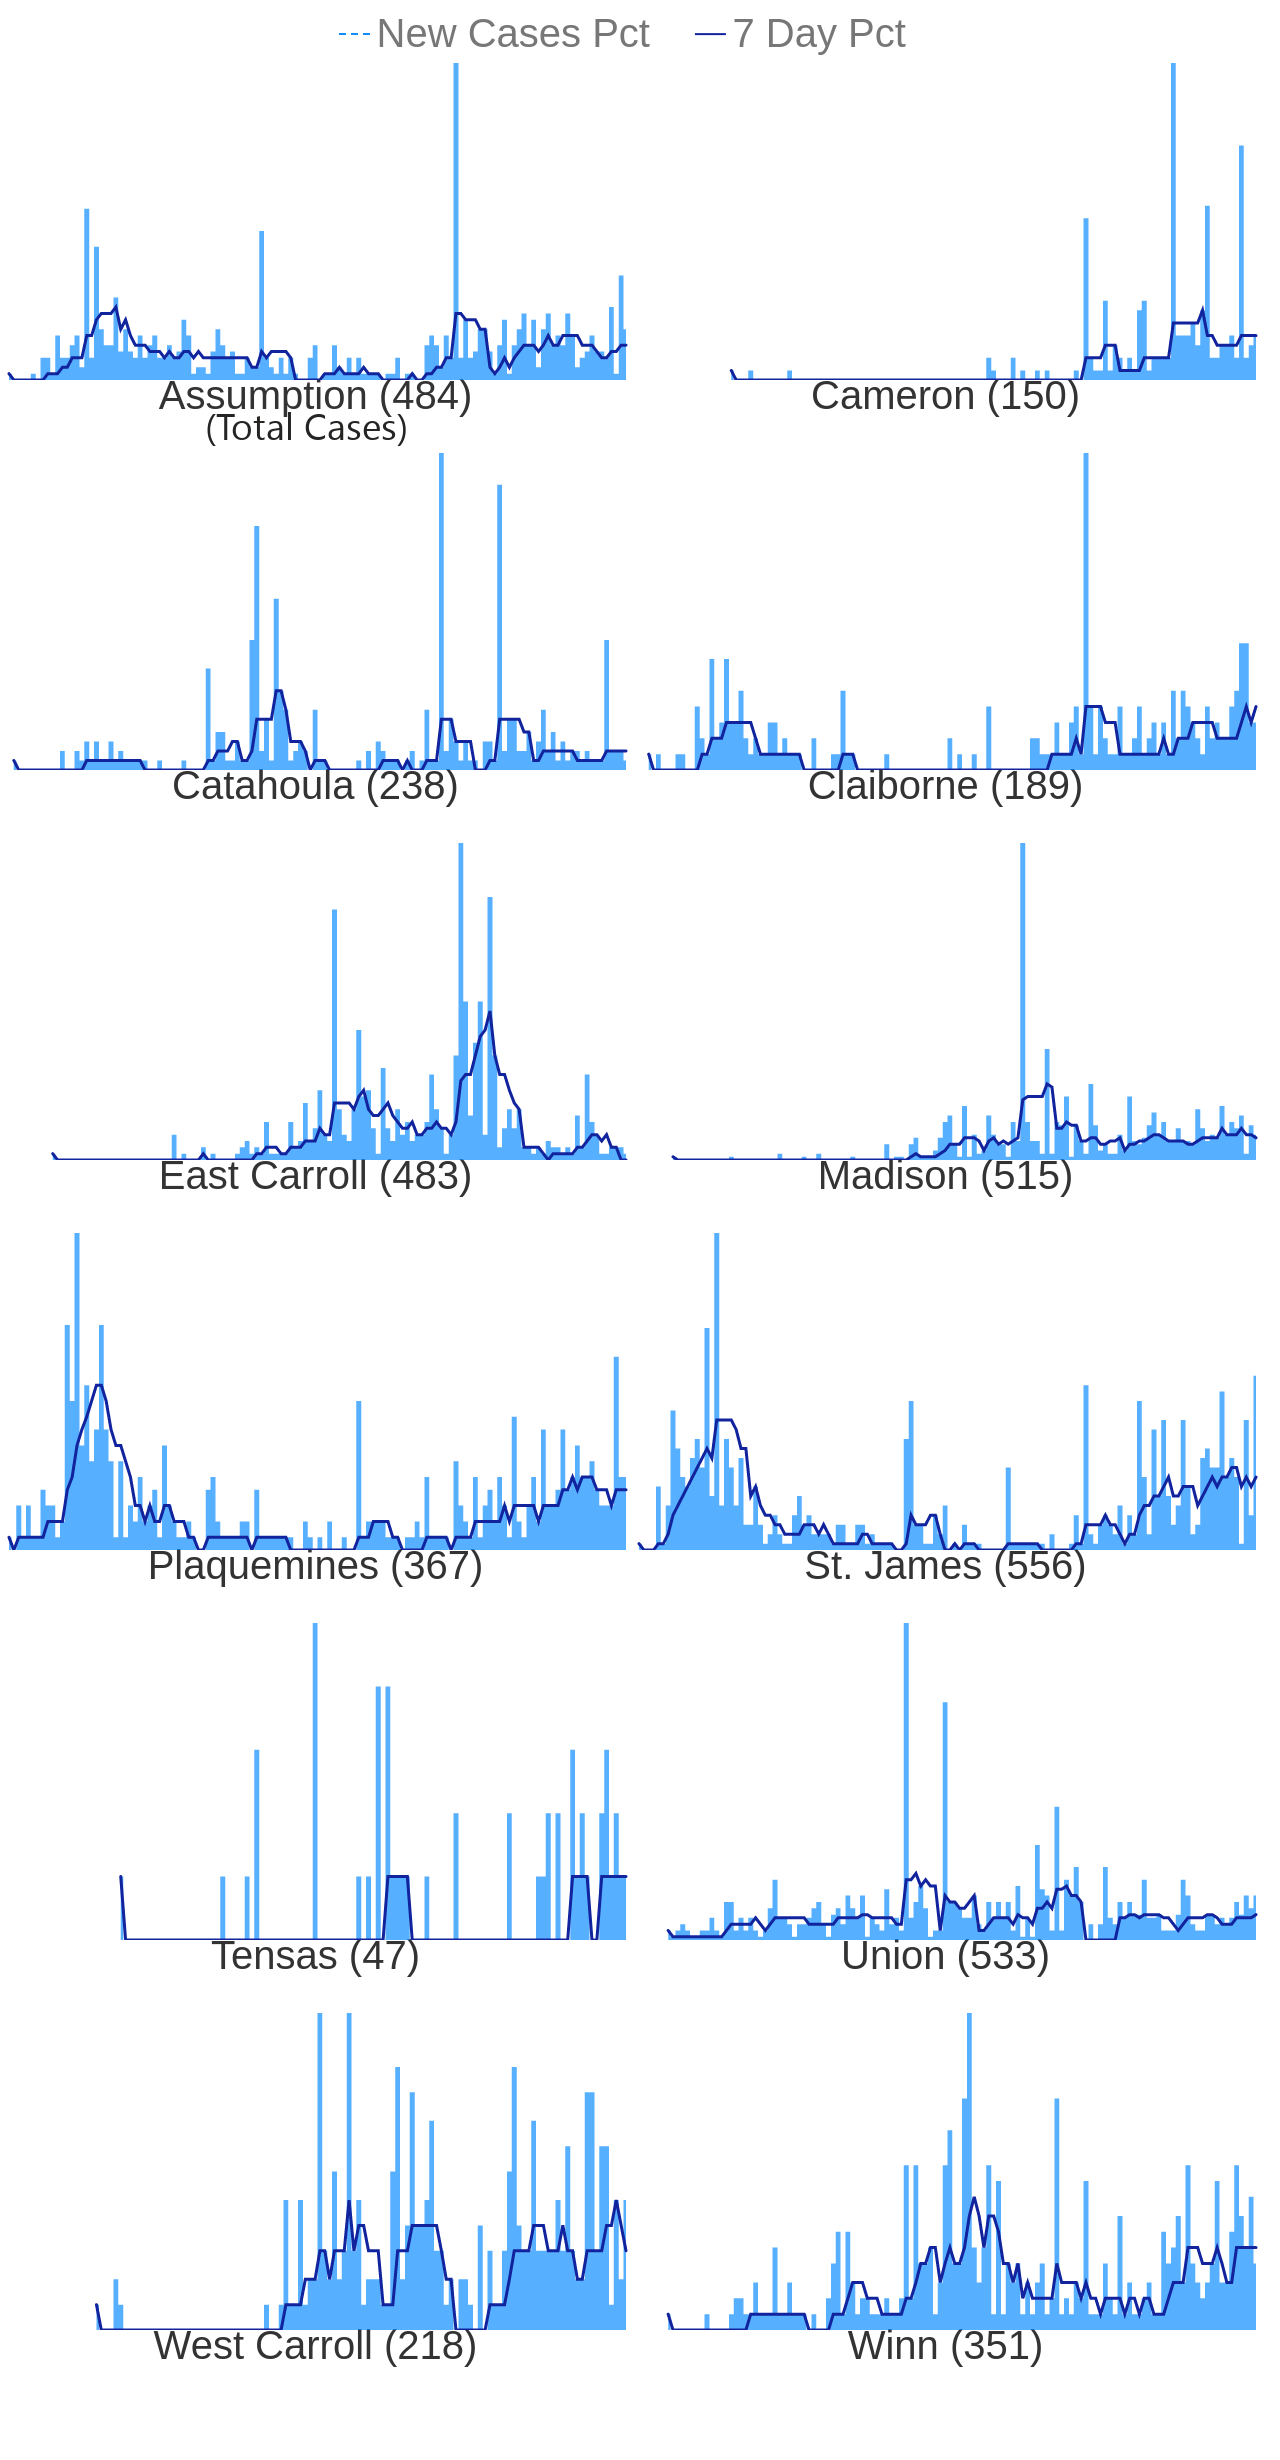 New Cases Pct 7 Day Pct
Assumption (484) Cameron (150)
(Total Cases)
Catahoula (238) Claiborne (189)
East Carroll (483) Madison (515)
Plaquemines (367) St. James (556)
Tensas (47) Union (533)
West Carroll (218) Winn (351)